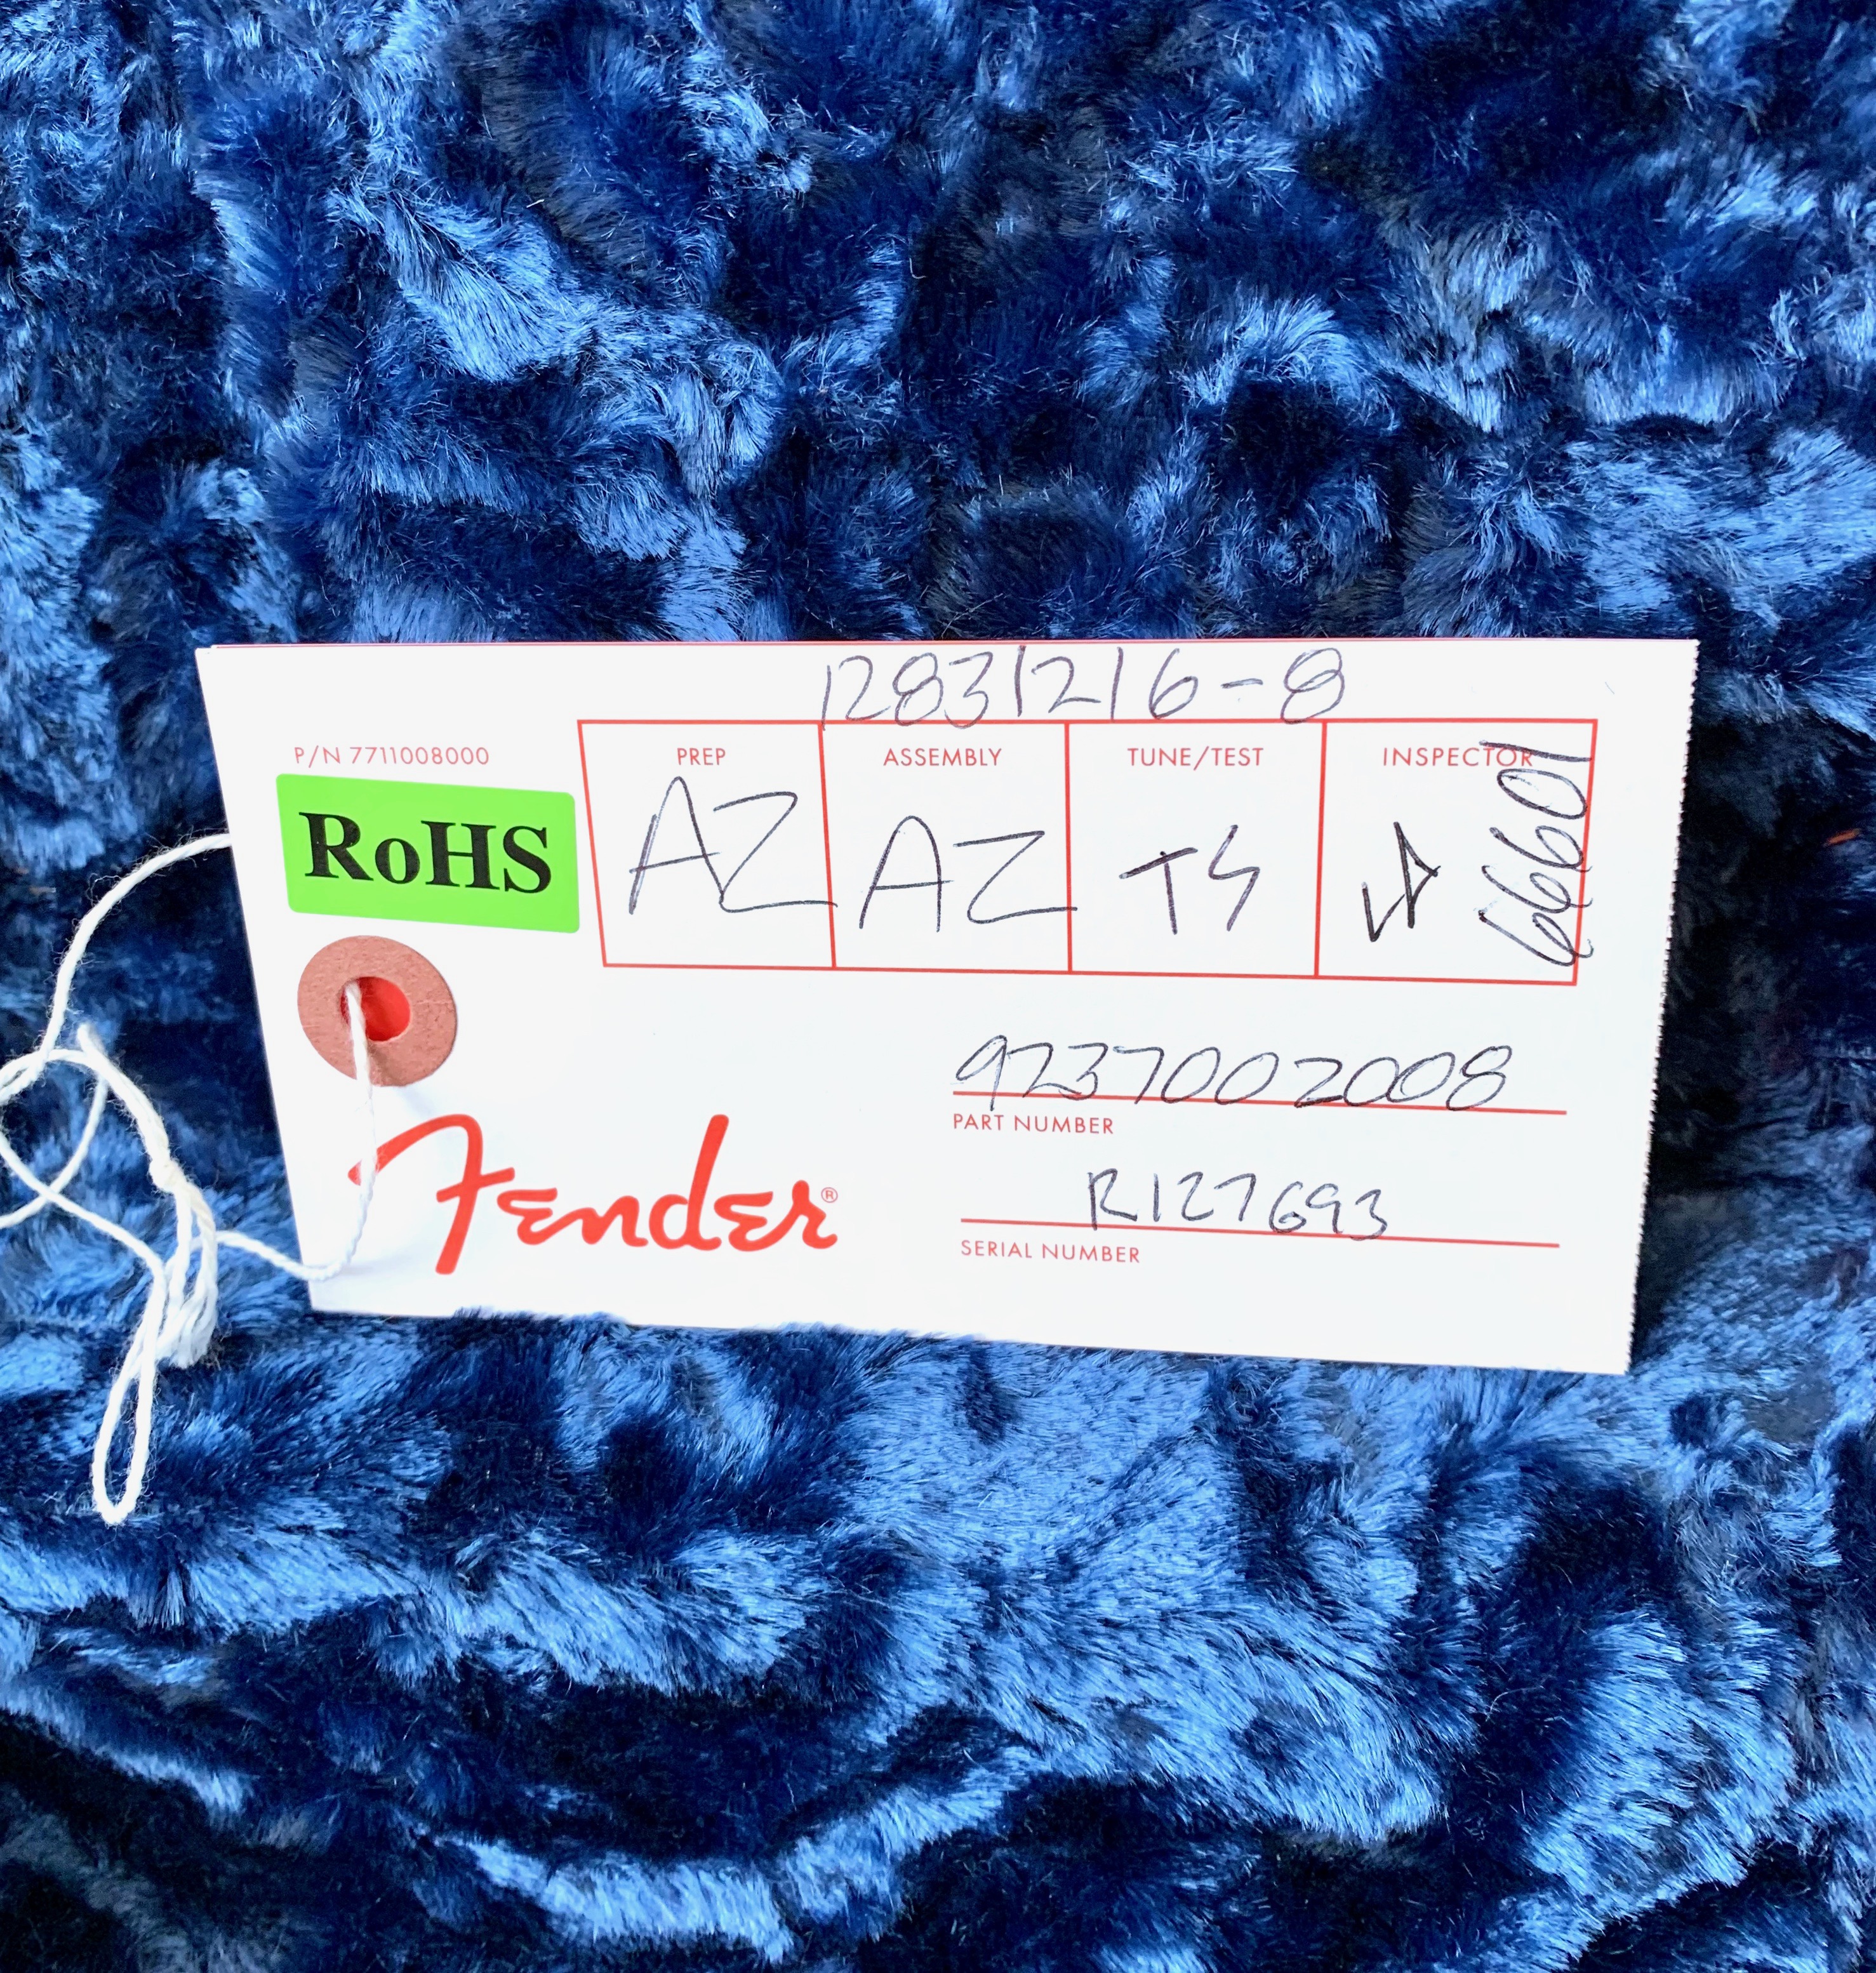 12831216-8
P/N 7711008000
PREP
ASSEMBLY
TUNE/TEST
INSPECTOR
RoHS
AZ
AZ
TS
Fender®
9237002008
PART NUMBER
R127693
SERIAL NUMBER